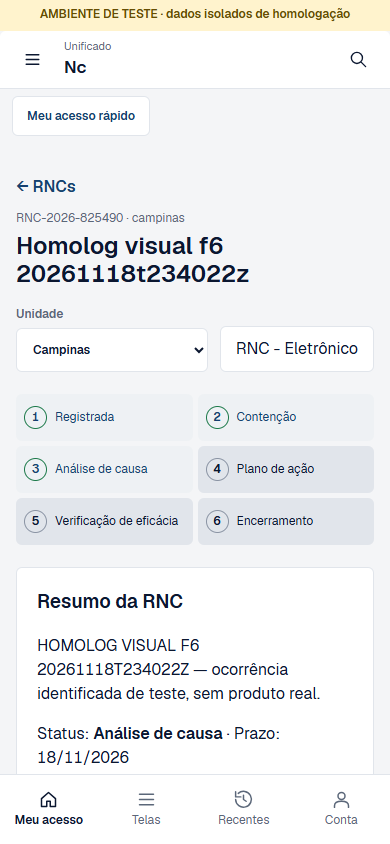 AMBIENTE DE TESTE · dados isolados de homologação
Unificado
Nc
Meu acesso rápido
← RNCs
RNC-2026-825490 · campinas
Homolog visual f6
20261118t234022z
Unidade
Campinas
RNC - Eletrônico
1 Registrada
2 Contenção
3 Análise de causa
4 Plano de ação
5 Verificação de eficácia
6 Encerramento
Resumo da RNC
HOMOLOG VISUAL F6
20261118T234022Z — ocorrência
identificada de teste, sem produto real.
Status: Análise de causa · Prazo:
18/11/2026
Meu acesso
Telas
Recentes
Conta